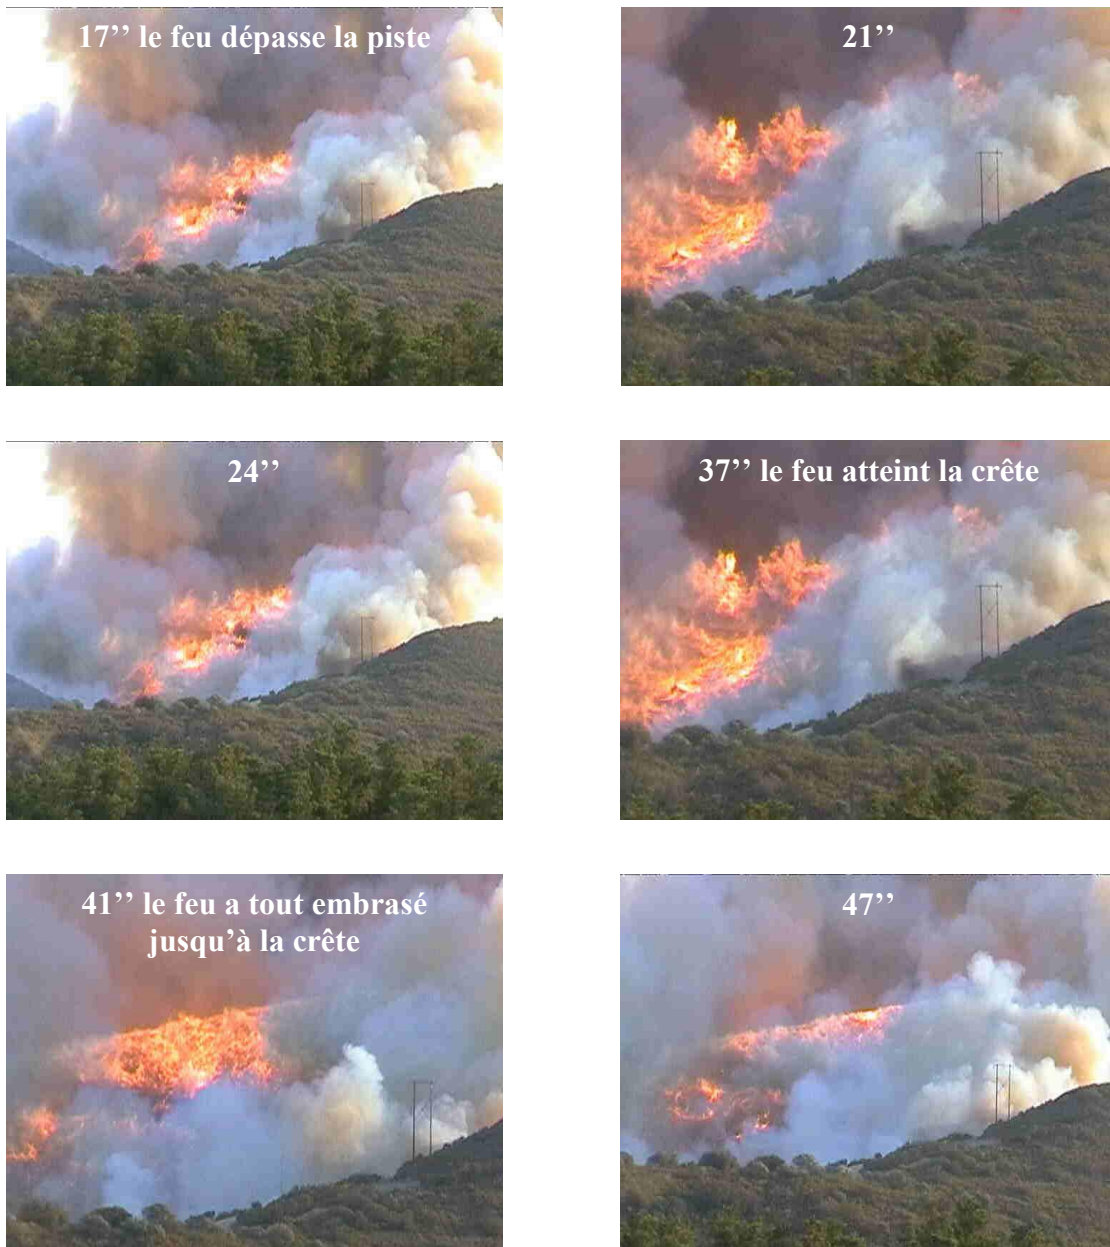 17’’ le feu dépasse la piste
21’’
24’’
37’’ le feu atteint la crête
41’’ le feu a tout embrasé
jusqu’à la crête
47’’